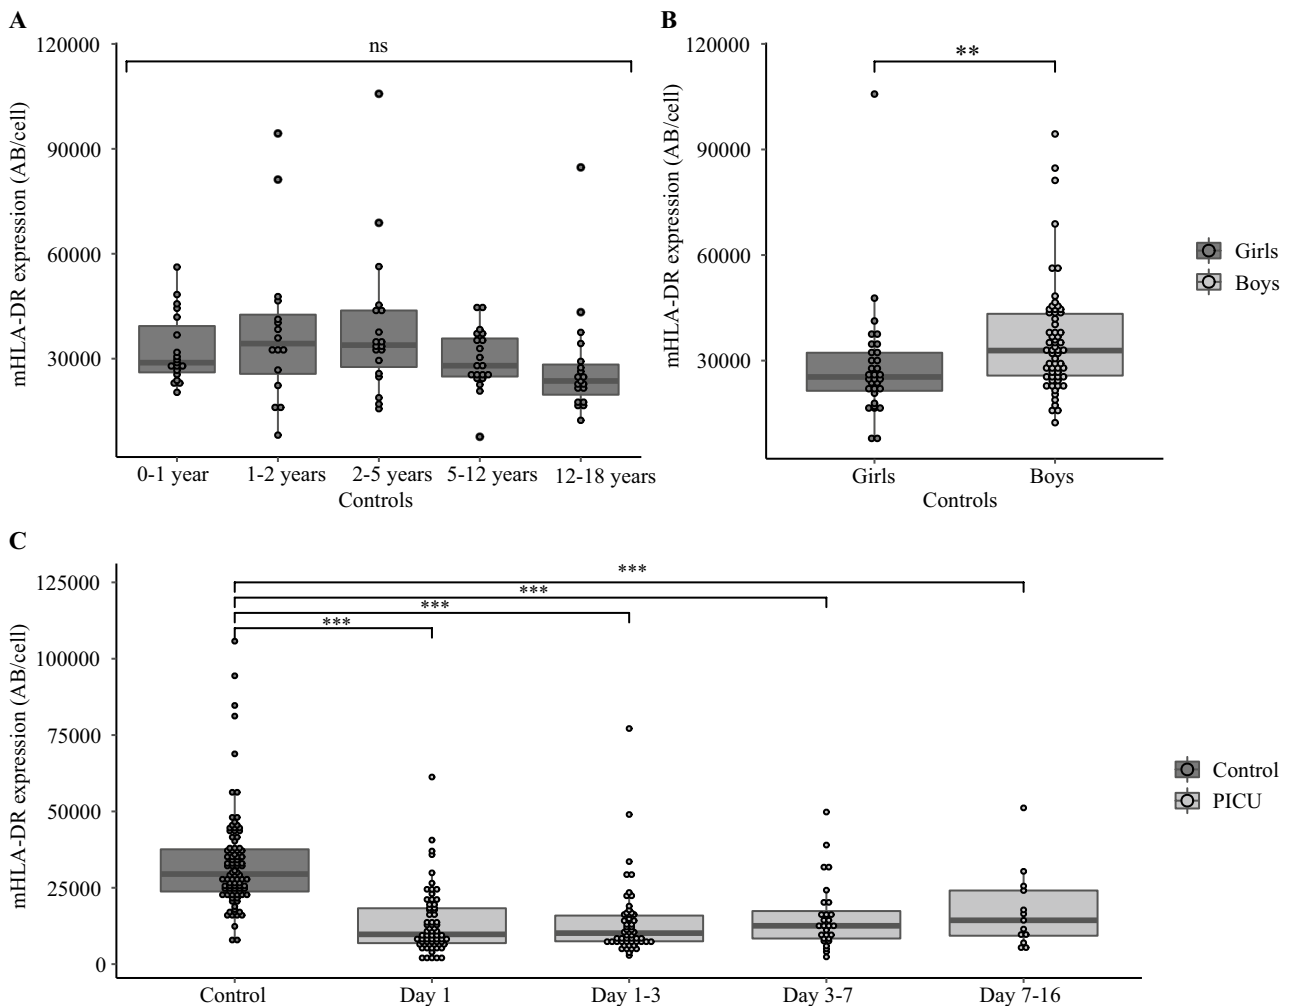 A
mHLA-DR expression (AB/cell)
120000
90000
60000
30000
ns
0-1 year
1-2 years
2-5 years
5-12 years
12-18 years
Controls
B
mHLA-DR expression (AB/cell)
120000
90000
60000
30000
**
Girls
Boys
Controls
Girls
Boys
C
mHLA-DR expression (AB/cell)
125000
100000
75000
50000
25000
0
***
***
***
***
Control
Day 1
Day 1-3
Day 3-7
Day 7-16
Control
PICU